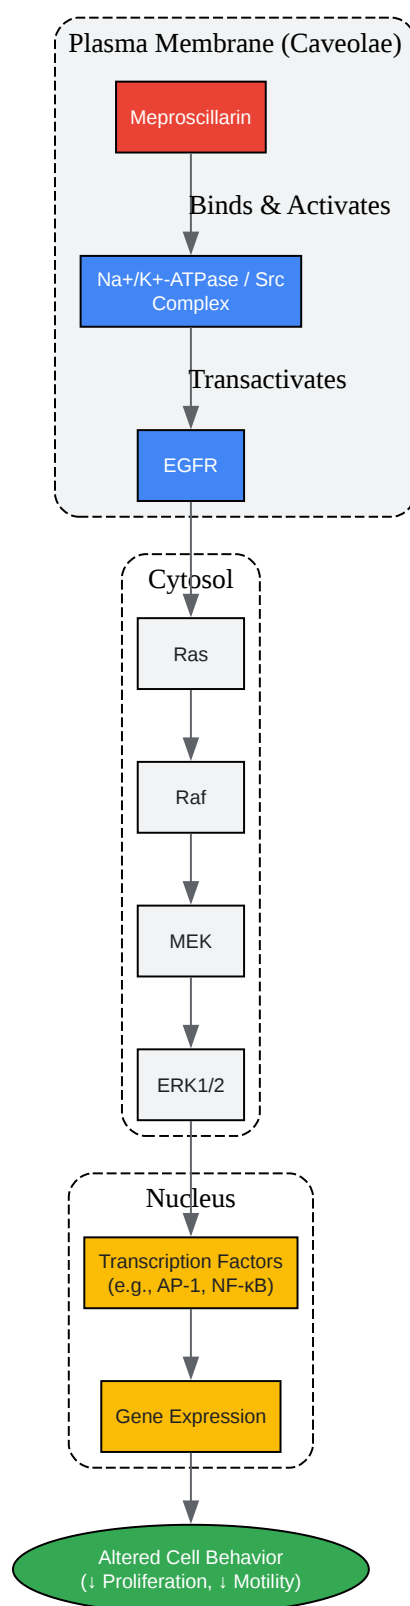 Plasma Membrane (Caveolae)
Meproscillarin
Binds & Activates
Na+/K+-ATPase / Src
Complex
Transactivates
EGFR
Cytosol
Ras
Raf
MEK
ERK1/2
Nucleus
Transcription Factors
(e.g., AP-1, NF-κB)
Gene Expression
Altered Cell Behavior
(↓ Proliferation, ↓ Motility)